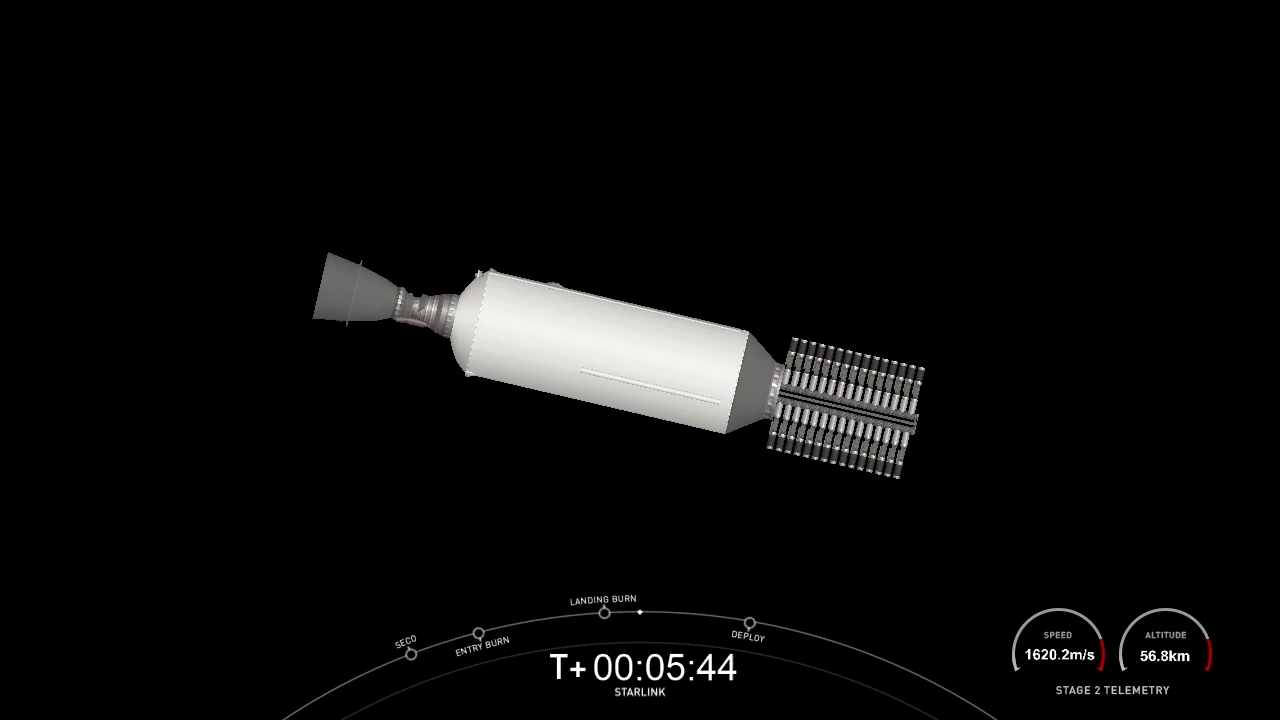 LANDING BURN
SECO
ENTRY BURN
DEPLOY
T+00:05:44
STARLINK
SPEED
1620.2m/s
ALTITUDE
56.8km
STAGE 2 TELEMETRY